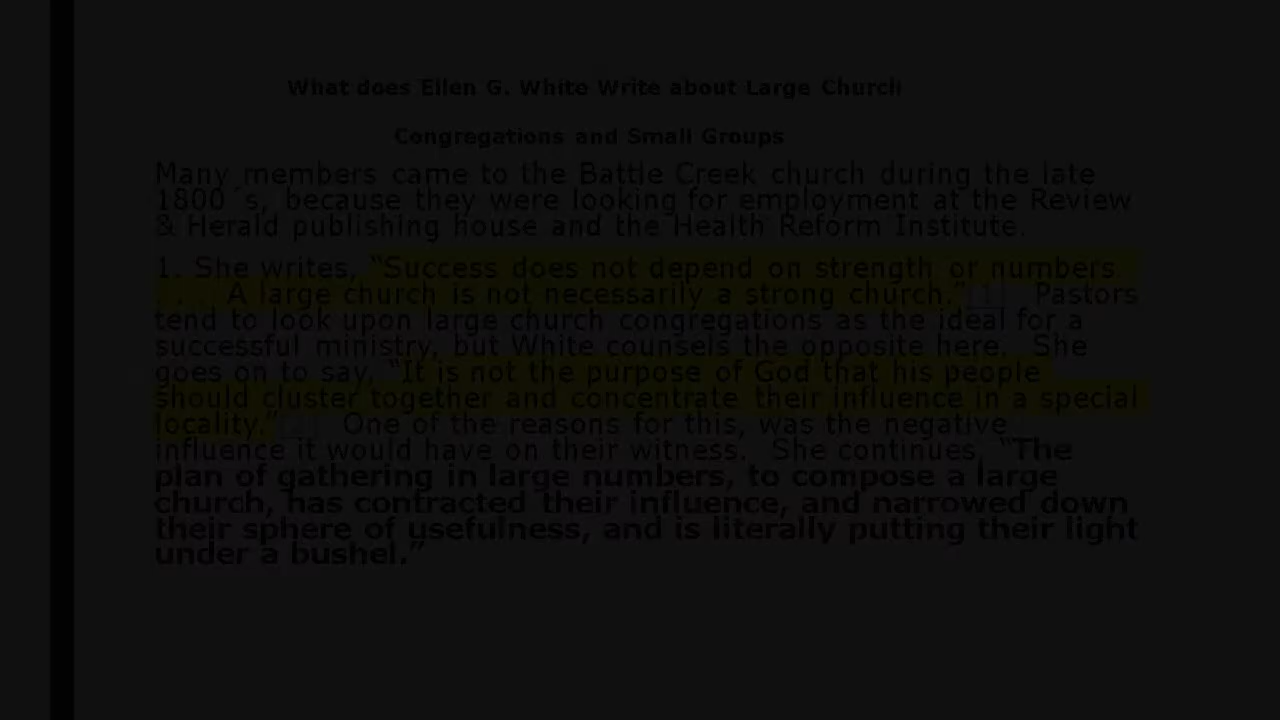 What does Ellen G. White Write about Large Church
Congregations and Small Groups
Many members came to the Battle Creek church during the late
1800´s, because they were looking for employment at the Review
& Herald publishing house and the Health Reform Institute.
1. She writes, “Success does not depend on strength or numbers .
. . . A large church is not necessarily a strong church.”[1] Pastors
tend to look upon large church congregations as the ideal for a
successful ministry, but White counsels the opposite here. She
goes on to say, “It is not the purpose of God that his people
should cluster together and concentrate their influence in a special
locality.”[2] One of the reasons for this, was the negative
influence it would have on their witness. She continues, “The
plan of gathering in large numbers, to compose a large
church, has contracted their influence, and narrowed down
their sphere of usefulness, and is literally putting their light
under a bushel.”